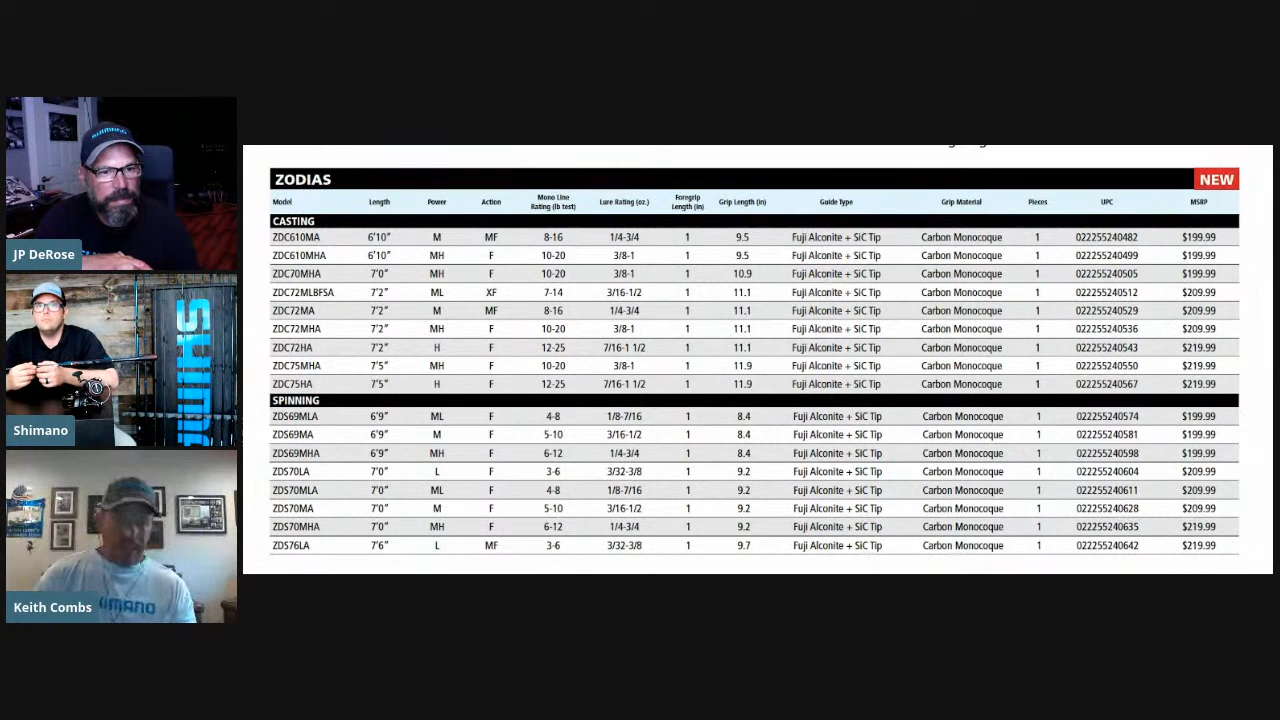 SHIMANO
JP DeRose
SHIMANO
Shimano
Keith Combs
ZODIAS NEW
Model Length Power Action Mono Line Rating (lb test) Lure Rating (oz.) Foregrip Length (in) Grip Length (in) Guide Type Grip Material Pieces UPC MSRP
CASTING
ZDC610MA 6'10" M MF 8-16 1/4-3/4 1 9.5 Fuji Alconite + SiC Tip Carbon Monocoque 1 022255240482 $199.99
ZDC610MHA 6'10" MH F 10-20 3/8-1 1 9.5 Fuji Alconite + SiC Tip Carbon Monocoque 1 022255240499 $199.99
ZDC70MHA 7'0" MH F 10-20 3/8-1 1 10.9 Fuji Alconite + SiC Tip Carbon Monocoque 1 022255240505 $199.99
ZDC72MLBFSA 7'2" ML XF 7-14 3/16-1/2 1 11.1 Fuji Alconite + SiC Tip Carbon Monocoque 1 022255240512 $209.99
ZDC72MA 7'2" M MF 8-16 1/4-3/4 1 11.1 Fuji Alconite + SiC Tip Carbon Monocoque 1 022255240529 $209.99
ZDC72MHA 7'2" MH F 10-20 3/8-1 1 11.1 Fuji Alconite + SiC Tip Carbon Monocoque 1 022255240536 $209.99
ZDC72HA 7'2" H F 12-25 7/16-1 1/2 1 11.1 Fuji Alconite + SiC Tip Carbon Monocoque 1 022255240543 $219.99
ZDC75MHA 7'5" MH F 10-20 3/8-1 1 11.9 Fuji Alconite + SiC Tip Carbon Monocoque 1 022255240550 $219.99
ZDC75HA 7'5" H F 12-25 7/16-1 1/2 1 11.9 Fuji Alconite + SiC Tip Carbon Monocoque 1 022255240567 $219.99
SPINNING
ZDS69MLA 6'9" ML F 4-8 1/8-7/16 1 8.4 Fuji Alconite + SiC Tip Carbon Monocoque 1 022255240574 $199.99
ZDS69MA 6'9" M F 5-10 3/16-1/2 1 8.4 Fuji Alconite + SiC Tip Carbon Monocoque 1 022255240581 $199.99
ZDS69MHA 6'9" MH F 6-12 1/4-3/4 1 8.4 Fuji Alconite + SiC Tip Carbon Monocoque 1 022255240598 $199.99
ZDS70LA 7'0" L F 3-6 3/32-3/8 1 9.2 Fuji Alconite + SiC Tip Carbon Monocoque 1 022255240604 $209.99
ZDS70MLA 7'0" ML F 4-8 1/8-7/16 1 9.2 Fuji Alconite + SiC Tip Carbon Monocoque 1 022255240611 $209.99
ZDS70MA 7'0" M F 5-10 3/16-1/2 1 9.2 Fuji Alconite + SiC Tip Carbon Monocoque 1 022255240628 $209.99
ZDS70MHA 7'0" MH F 6-12 1/4-3/4 1 9.2 Fuji Alconite + SiC Tip Carbon Monocoque 1 022255240635 $219.99
ZDS76LA 7'6" L MF 3-6 3/32-3/8 1 9.7 Fuji Alconite + SiC Tip Carbon Monocoque 1 022255240642 $219.99